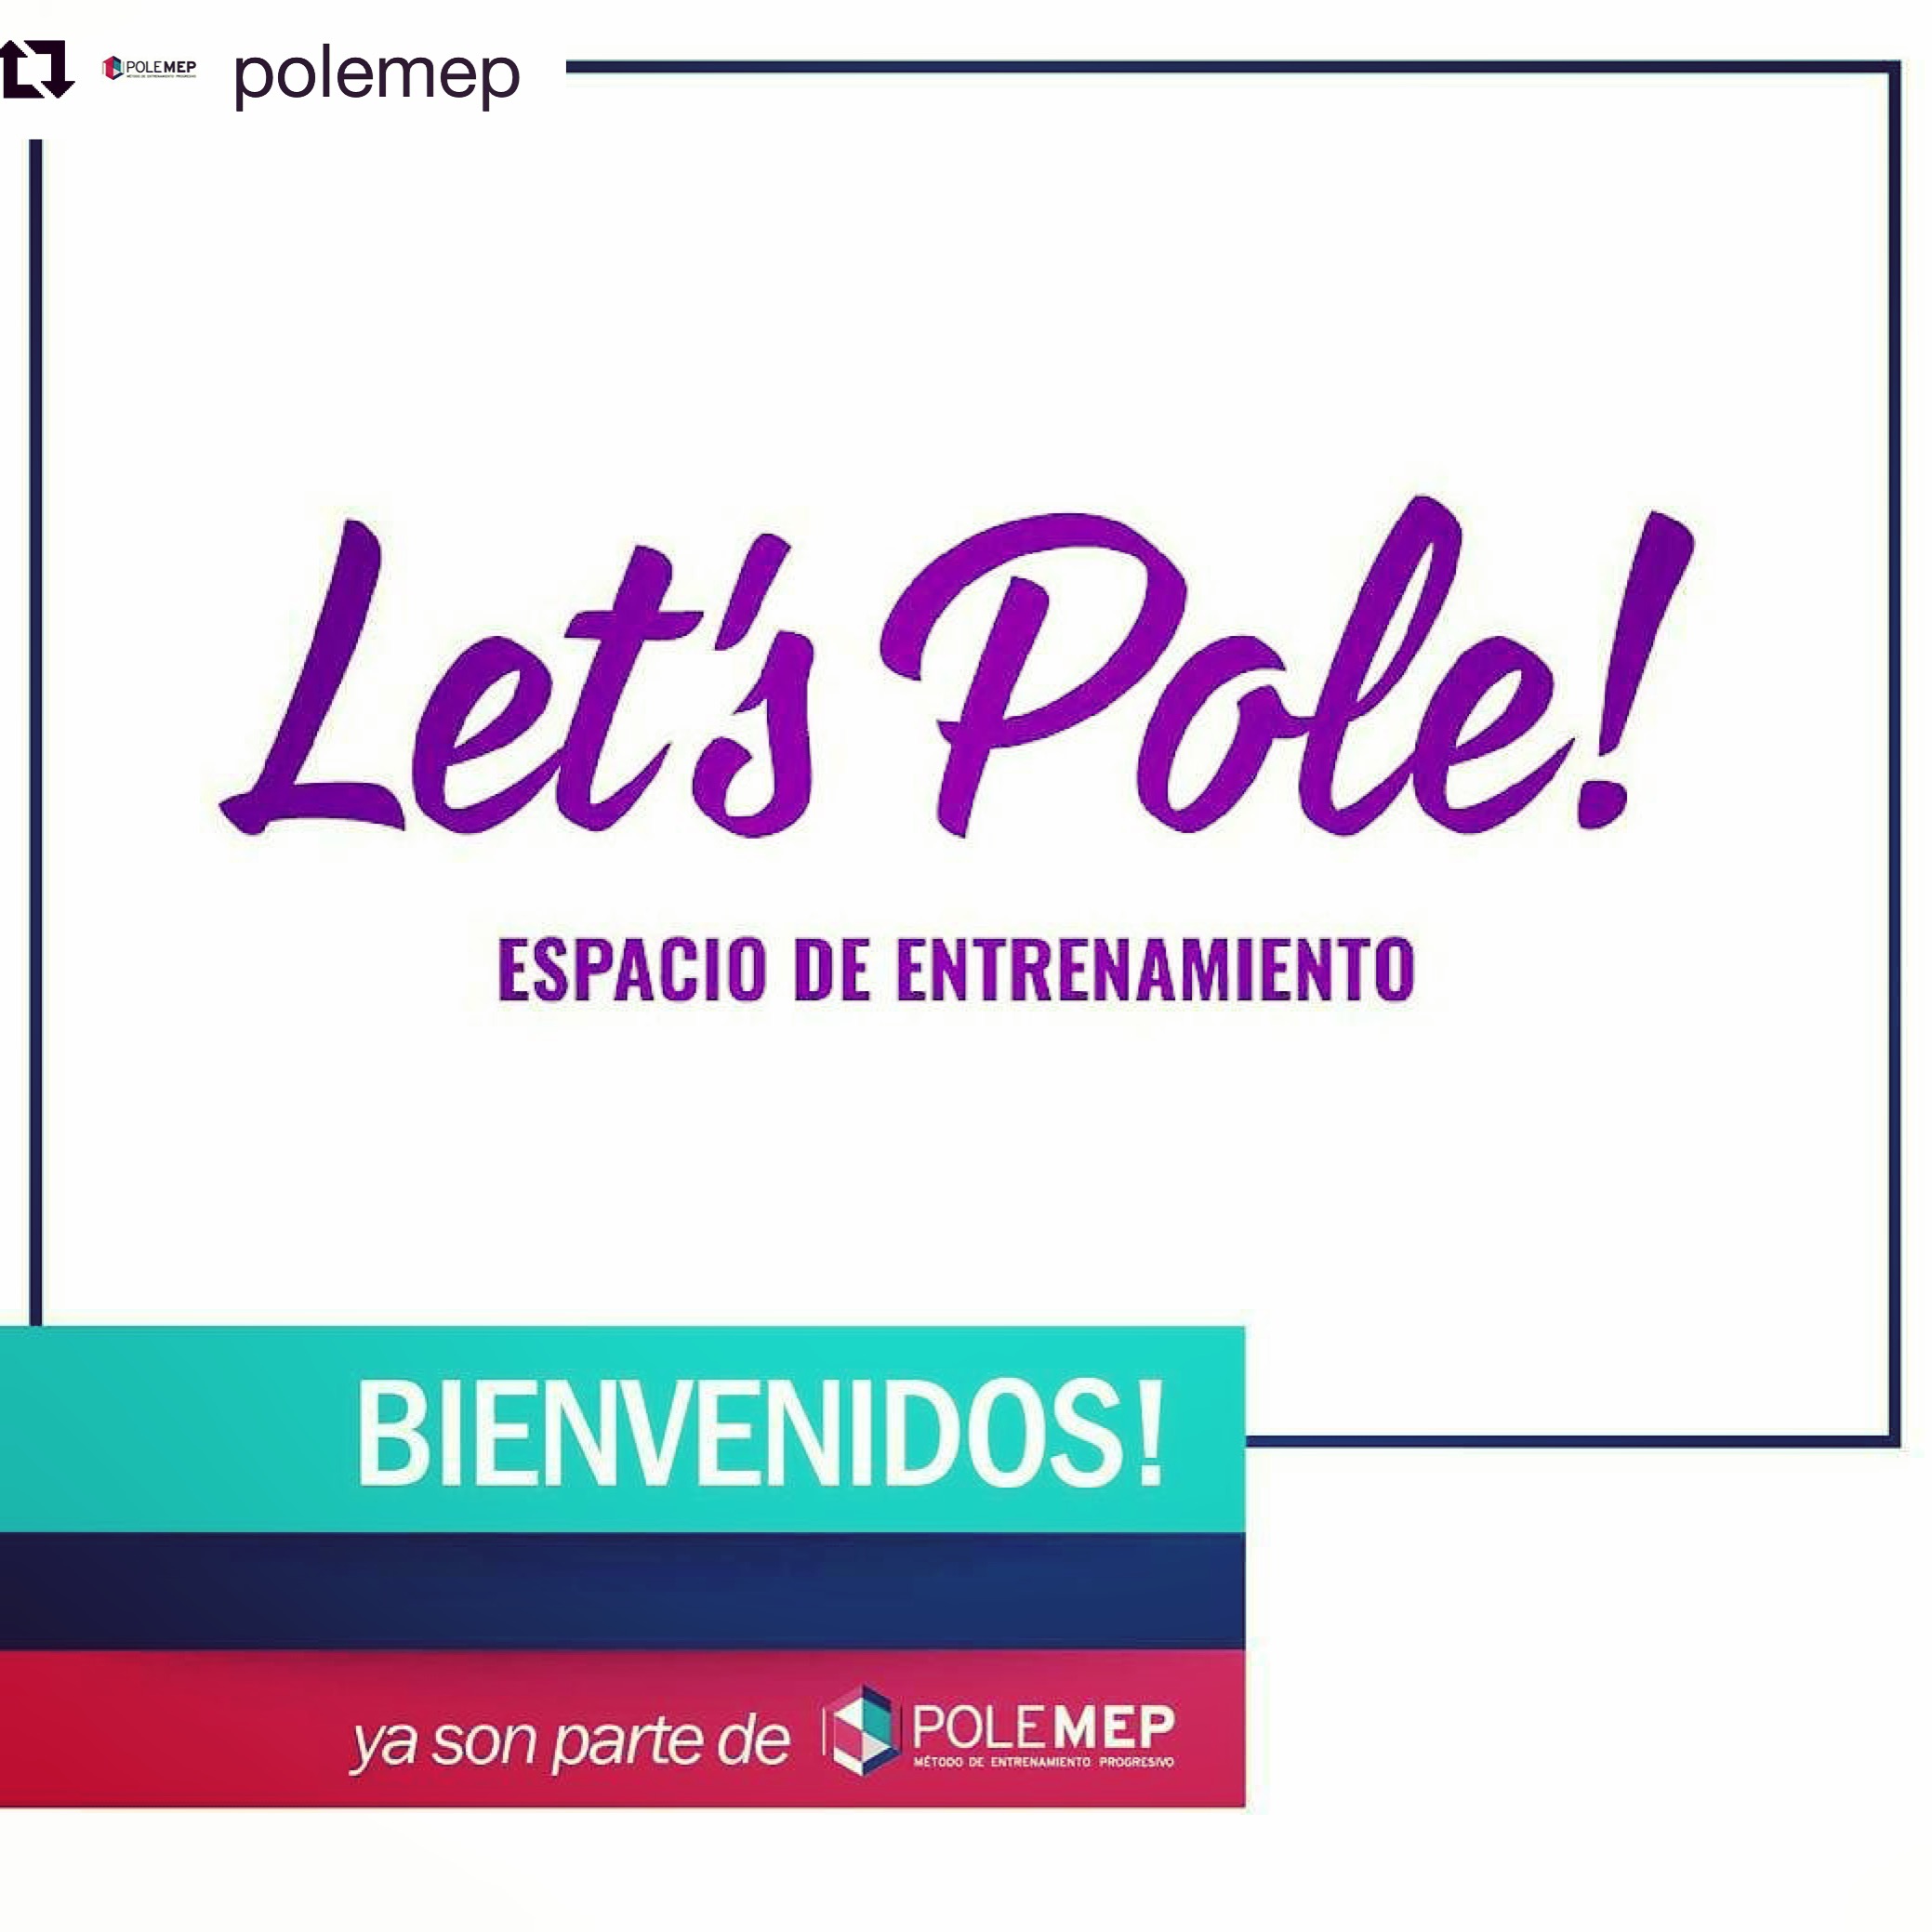 POLEMEP
polemep
Let's Pole!
ESPACIO DE ENTRENAMIENTO
BIENVENIDOS!
ya son parte de POLEMEP
MÉTODO DE ENTRENAMIENTO PROGRESIVO